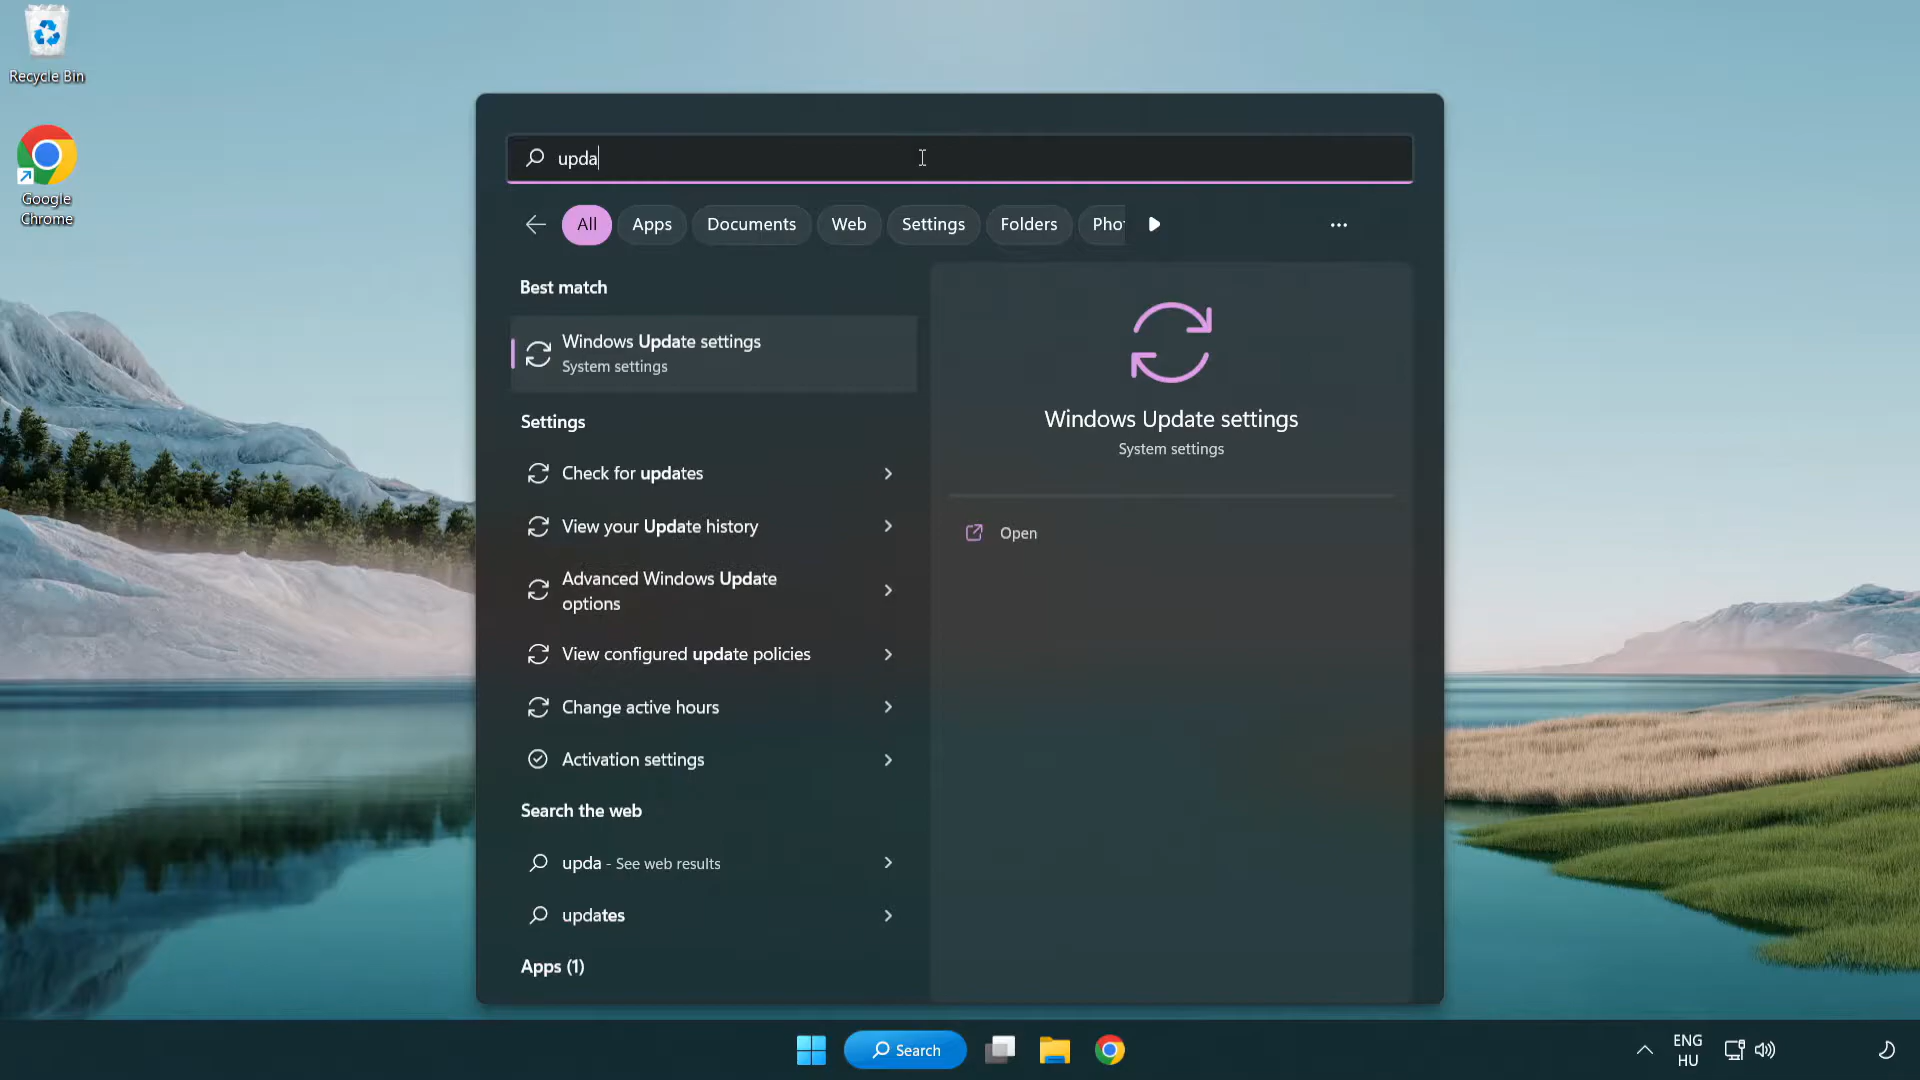 Recycle Bin
Google
Chrome
upda
All
Apps
Documents
Web
Settings
Folders
Pho
Best match
Windows Update settings
System settings
Settings
Check for updates
View your Update history
Advanced Windows Update
options
View configured update policies
Change active hours
Activation settings
Search the web
upda - See web results
updates
Apps (1)
Windows Update settings
System settings
Open
Search
ENG
HU